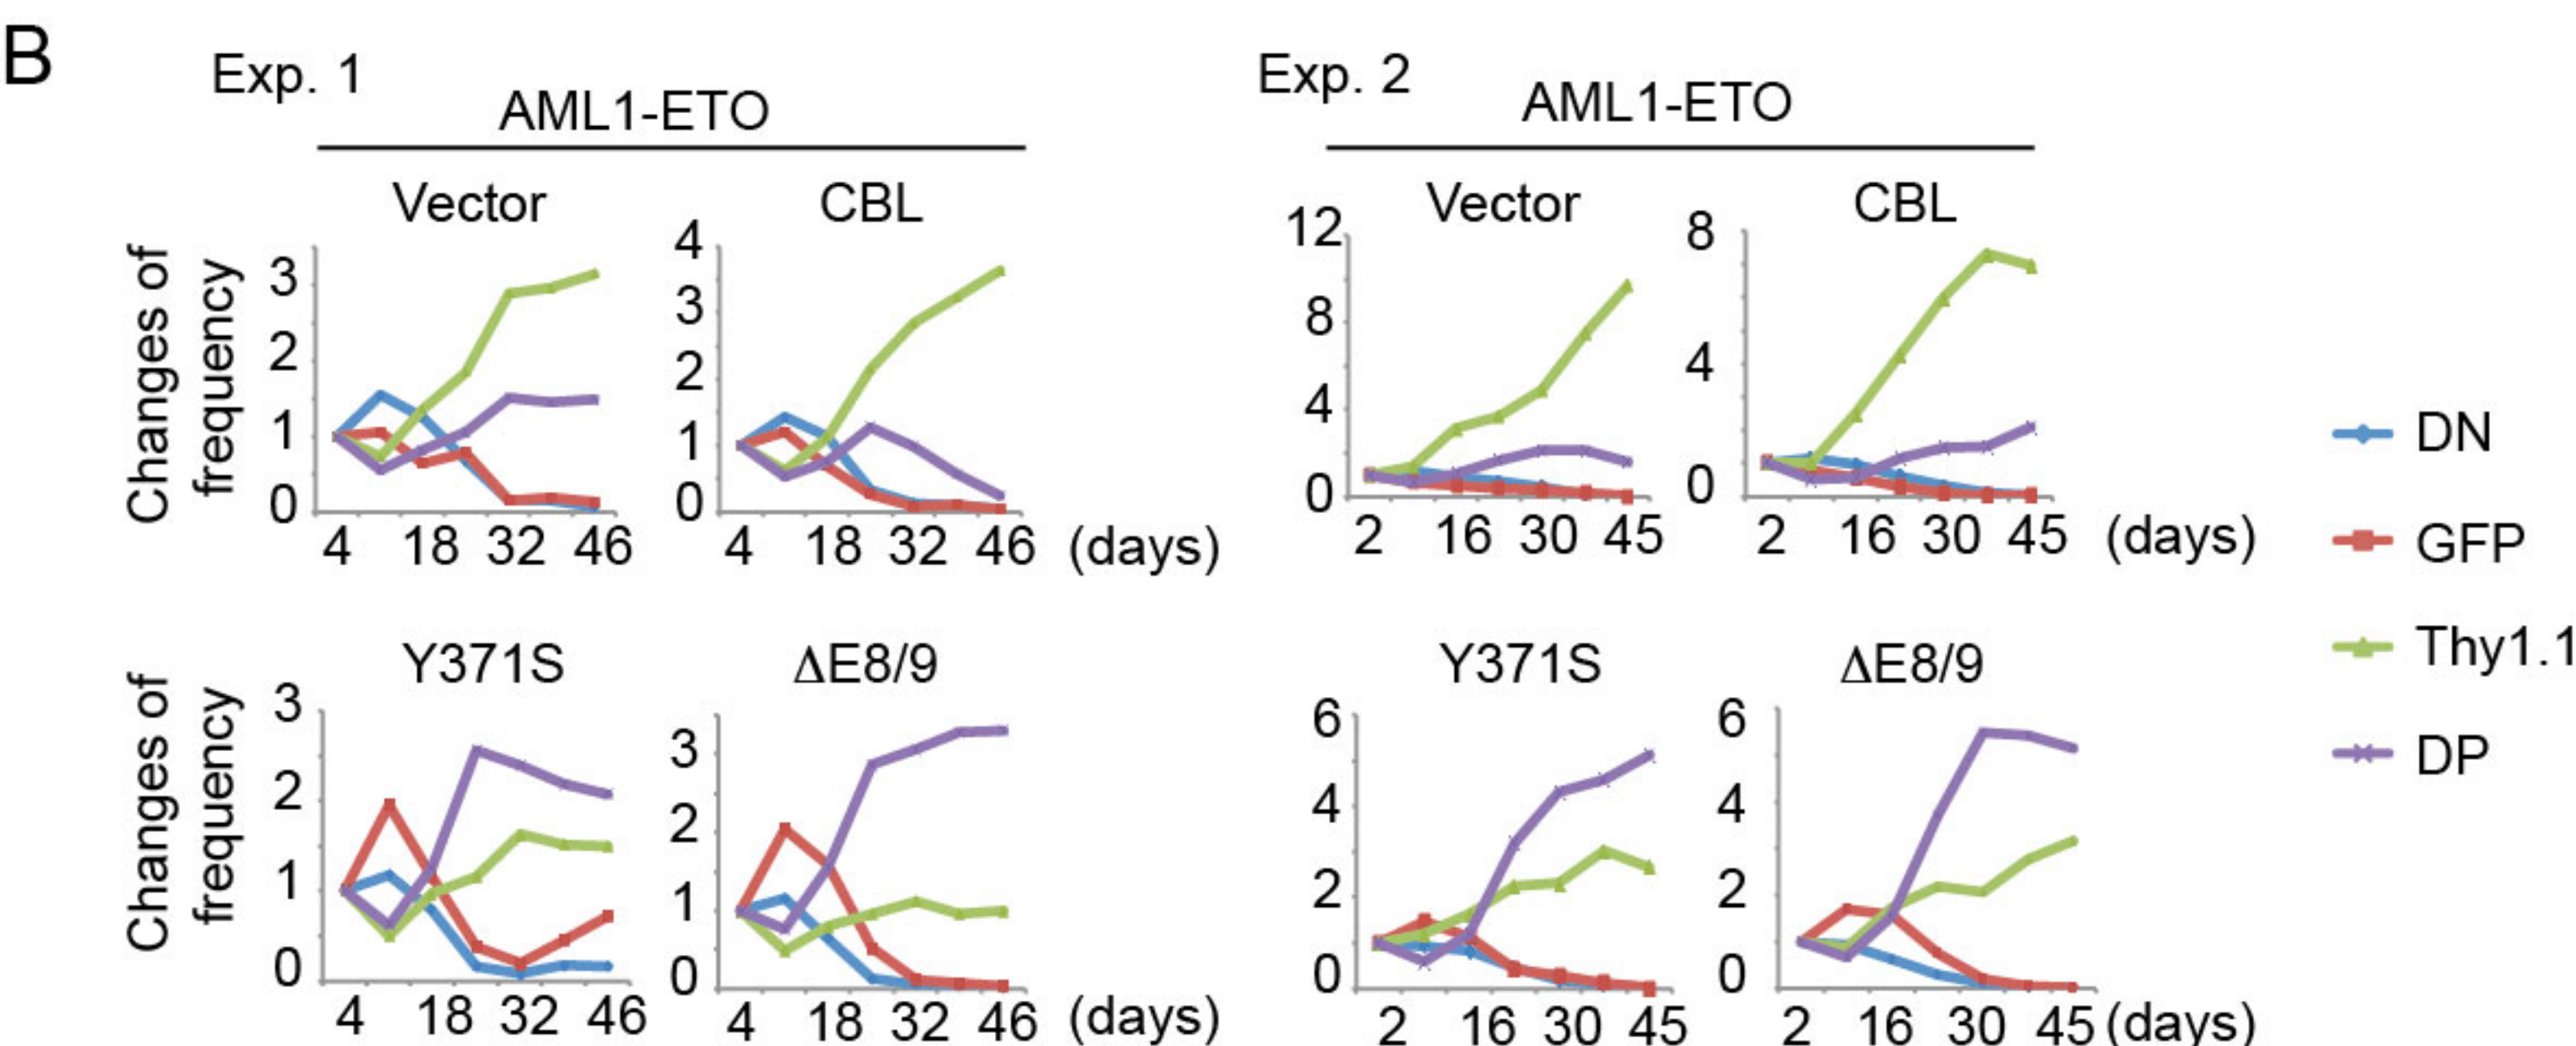 B
Exp. 1
AML1-ETO
Exp. 2
AML1-ETO
Vector
CBL
Vector
CBL
Changes of
frequency
3
2
1
0
4 18 32 46
4
3
2
1
0
4 18 32 46 (days)
12
8
4
0
2 16 30 45
8
4
0
2 16 30 45 (days)
Y371S
ΔE8/9
Y371S
ΔE8/9
Changes of
frequency
3
2
1
0
4 18 32 46
3
2
1
0
4 18 32 46 (days)
6
4
2
0
2 16 30 45
6
4
2
0
2 16 30 45 (days)
DN
GFP
Thy1.1
DP